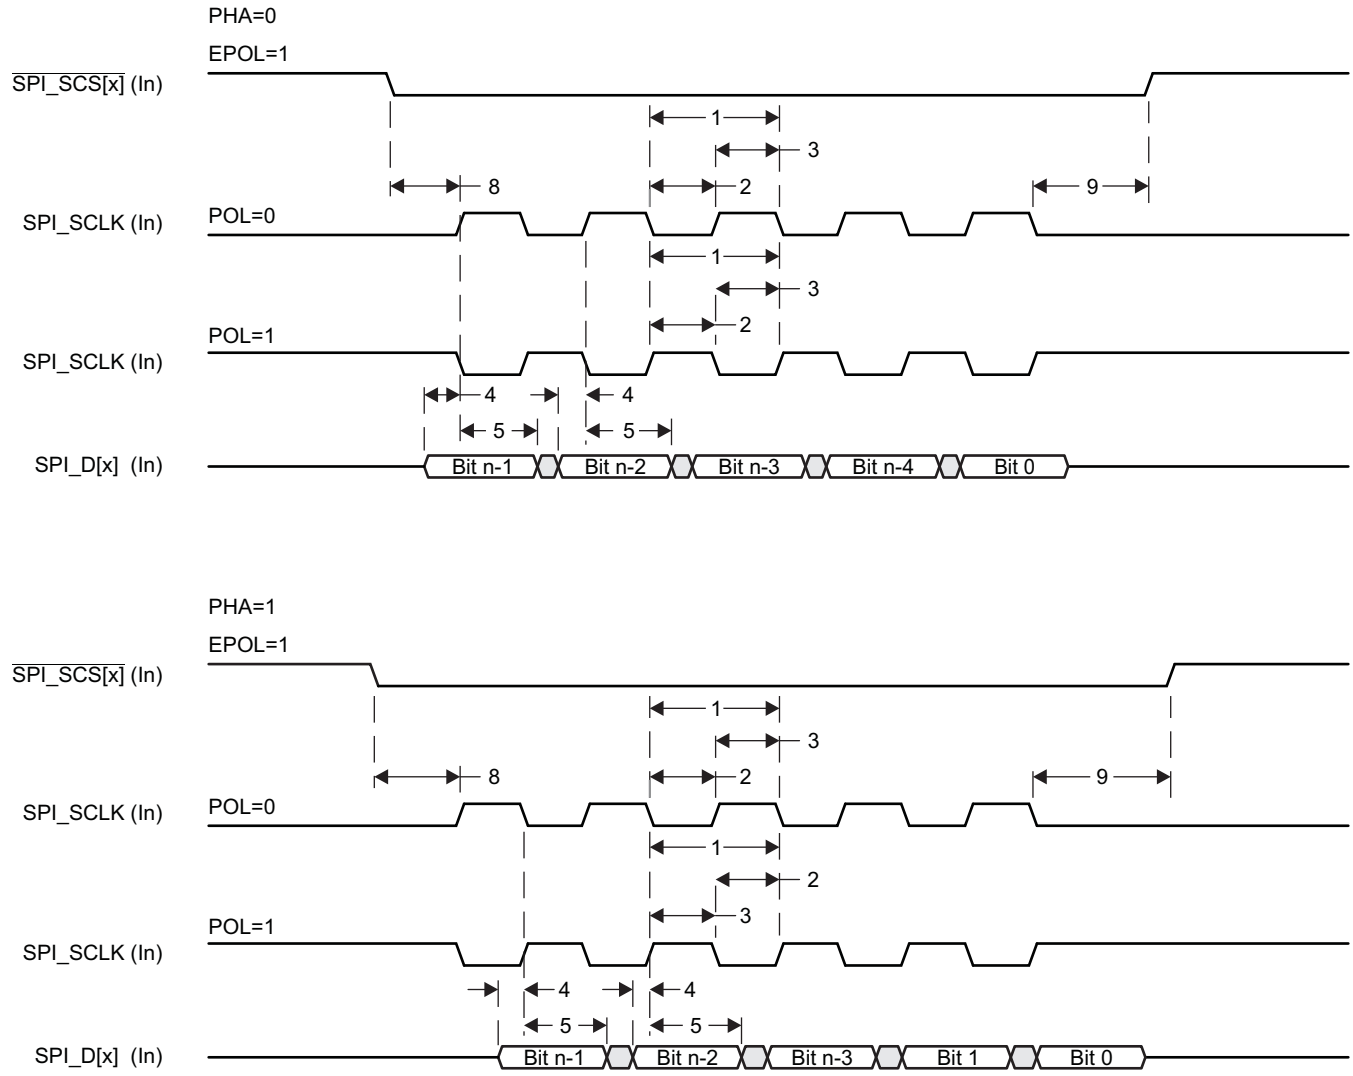 PHA=0
EPOL=1
SPI_SCS[x] (In)
1
3
8
2
9
SPI_SCLK (In)
POL=0
1
3
2
POL=1
SPI_SCLK (In)
4
4
5
5
SPI_D[x] (In)
Bit n-1
Bit n-2
Bit n-3
Bit n-4
Bit 0
PHA=1
EPOL=1
SPI_SCS[x] (In)
1
3
8
2
9
SPI_SCLK (In)
POL=0
1
2
3
POL=1
SPI_SCLK (In)
4
4
5
5
SPI_D[x] (In)
Bit n-1
Bit n-2
Bit n-3
Bit 1
Bit 0